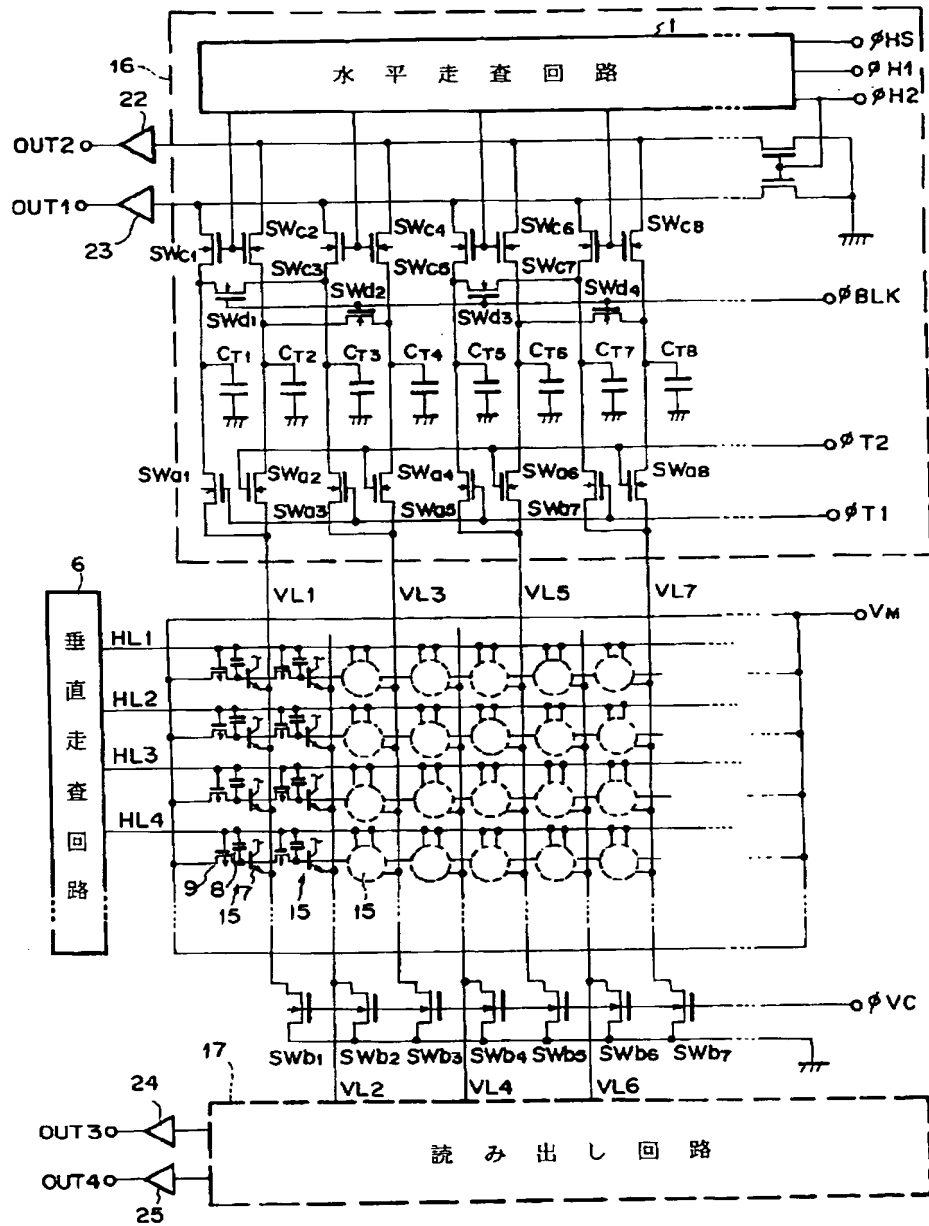 1
φHS
16
水平走査回路
φH1
φH2
22
OUT2
OUT1
23
SWC1
SWC2
SWC4
SWC6
SWC8
SWC3
SWC5
SWC7
SWd2
SWd4
φBLK
SWd1
SWd3
CT1 CT2 CT3 CT4 CT5 CT6 CT7 CT8
φT2
SWa1
SWa2
SWa4
SWa6
SWa8
SWa3
SWa5
SWa7
φT1
6
VL1 VL3 VL5 VL7
VM
垂直走査回路
HL1
HL2
HL3
HL4
9 8 7
15 15 15
φVC
SWb1 SWb2 SWb3 SWb4 SWb5 SWb6 SWb7
17
VL2 VL4 VL6
24
OUT3
読み出し回路
OUT4
25